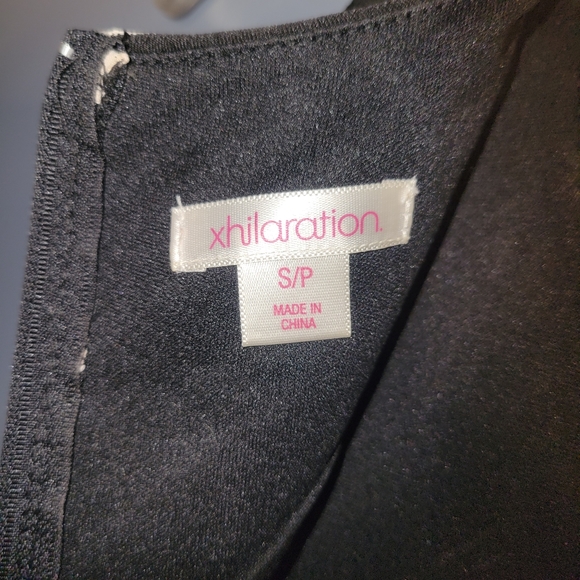 xhilaration.
S/P
MADE IN
CHINA